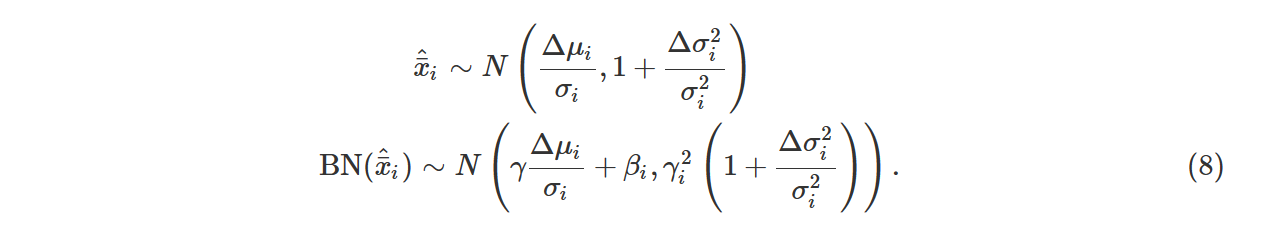 $\hat{\bar{x}}_i \sim N\left(\frac{\Delta\mu_i}{\sigma_i}, 1 + \frac{\Delta\sigma_i^2}{\sigma_i^2}\right)$
$\mathrm{BN}(\hat{\bar{x}}_i) \sim N\left(\gamma\frac{\Delta\mu_i}{\sigma_i} + \beta_i, \gamma_i^2\left(1 + \frac{\Delta\sigma_i^2}{\sigma_i^2}\right)\right).$ (8)